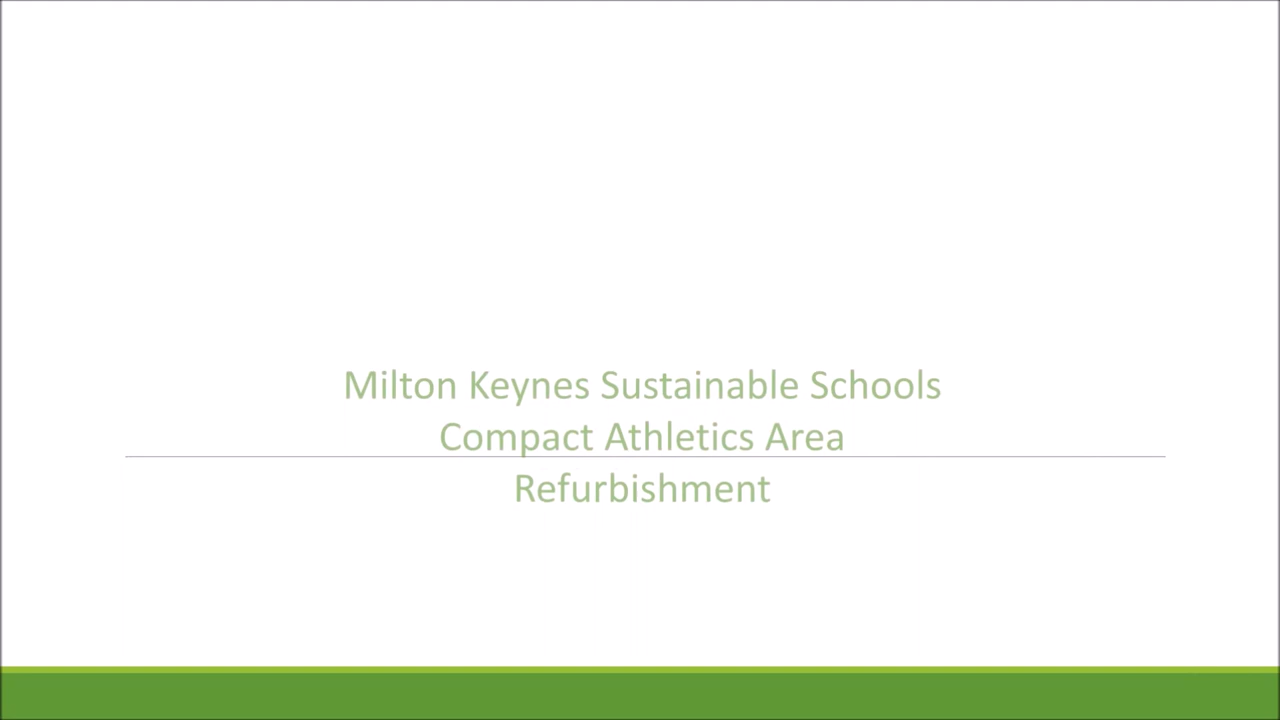 Milton Keynes Sustainable Schools
Compact Athletics Area
Refurbishment